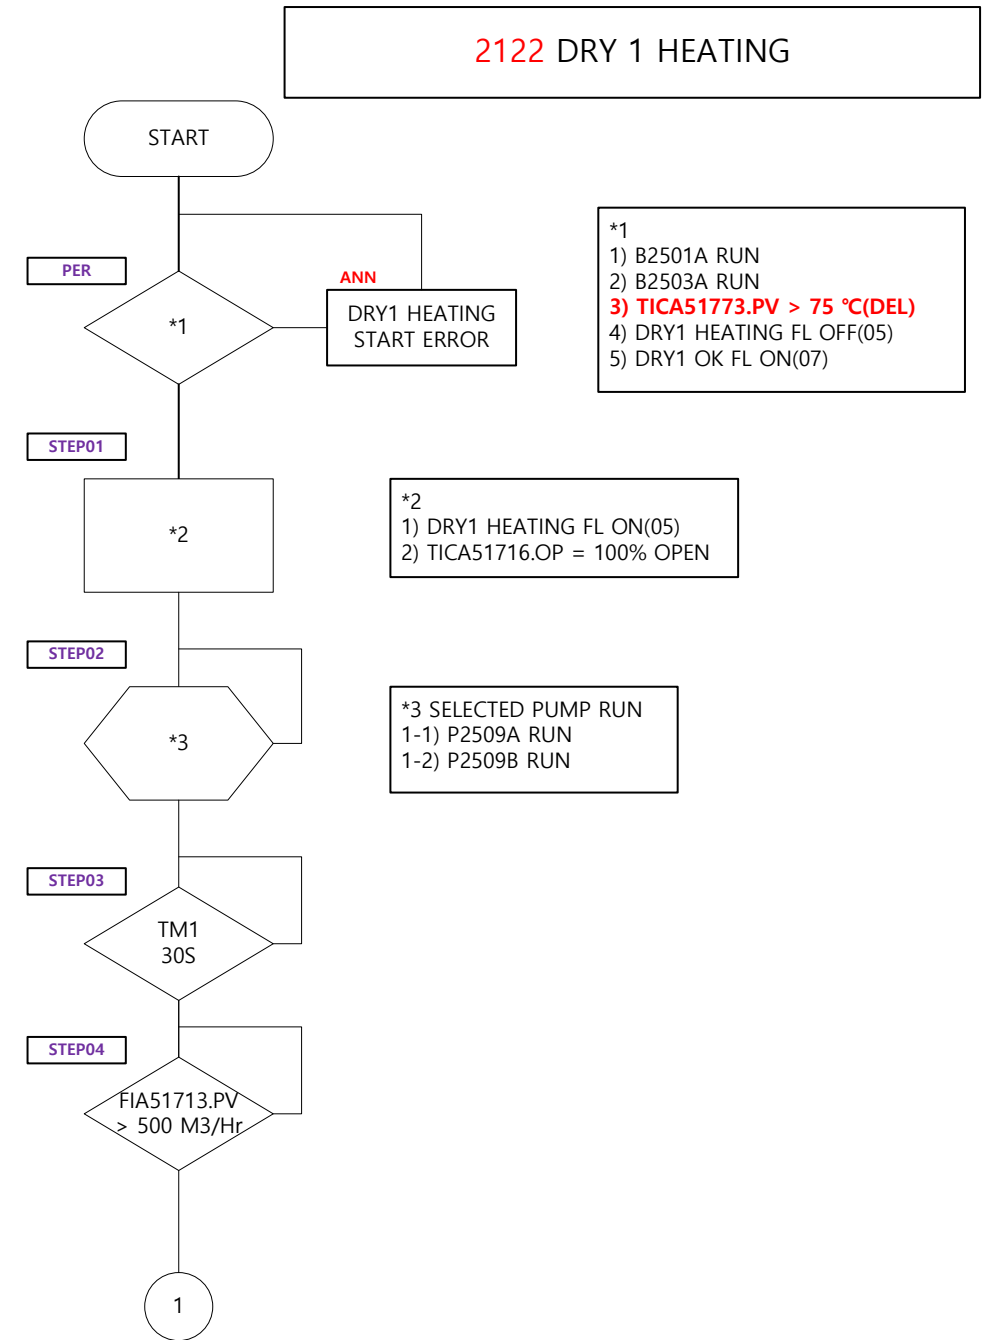 2122 DRY 1 HEATING
START
PER
*1
ANN
DRY1 HEATING
START ERROR
*1
1) B2501A RUN
2) B2503A RUN
3) TICA51773.PV > 75 ℃(DEL)
4) DRY1 HEATING FL OFF(05)
5) DRY1 OK FL ON(07)
STEP01
*2
*2
1) DRY1 HEATING FL ON(05)
2) TICA51716.OP = 100% OPEN
STEP02
*3
*3 SELECTED PUMP RUN
1-1) P2509A RUN
1-2) P2509B RUN
STEP03
TM1
30S
STEP04
FIA51713.PV
> 500 M3/Hr
1